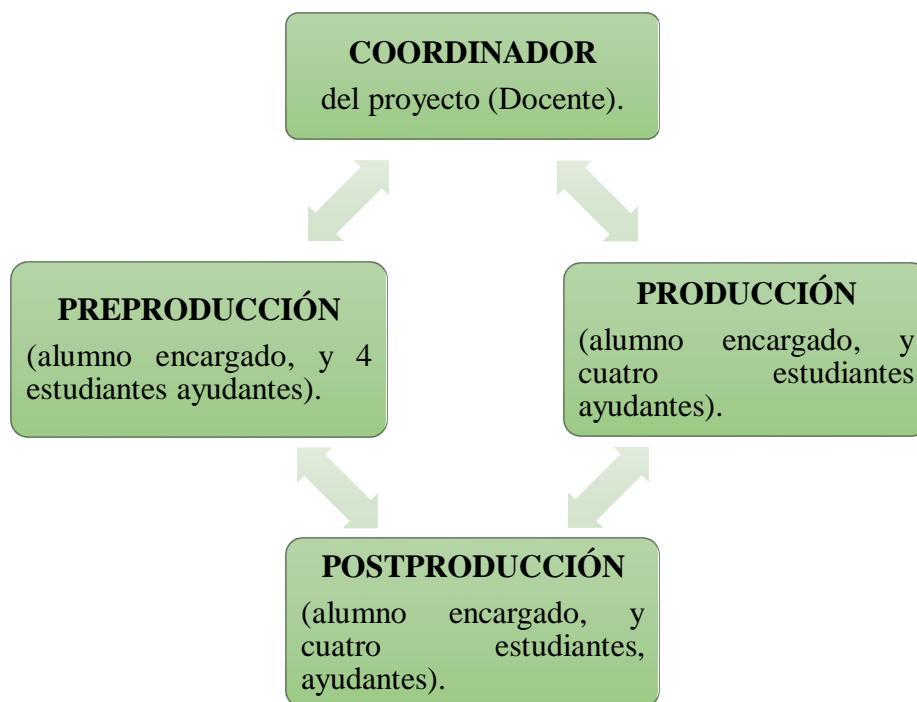 COORDINADOR
del proyecto (Docente).
PREPRODUCCIÓN
(alumno encargado, y 4
estudiantes ayudantes).
PRODUCCIÓN
(alumno encargado, y
cuatro estudiantes
ayudantes).
POSTPRODUCCIÓN
(alumno encargado, y
cuatro estudiantes,
ayudantes).